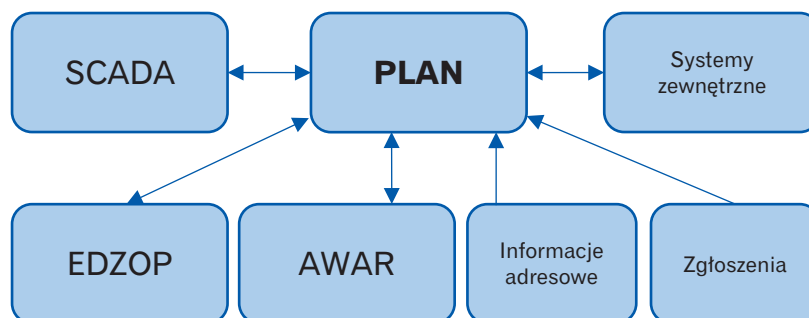 SCADA
PLAN
Systemy
zewnętrzne
EDZOP
AWAR
Informacje
adresowe
Zgłoszenia